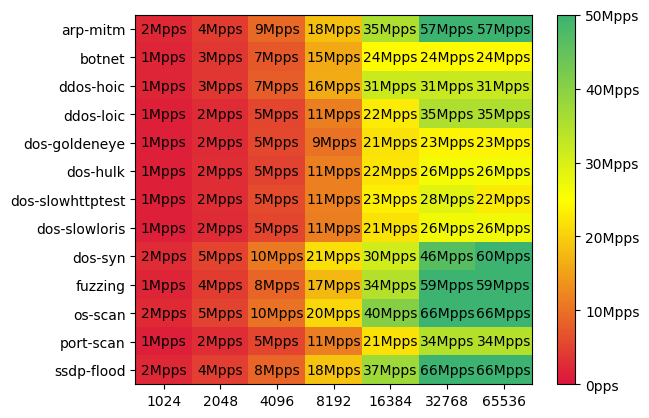 arp-mitm 2Mpps 4Mpps 9Mpps 18Mpps 35Mpps 57Mpps 57Mpps
botnet 1Mpps 3Mpps 7Mpps 15Mpps 24Mpps 24Mpps 24Mpps
ddos-hoic 1Mpps 3Mpps 7Mpps 16Mpps 31Mpps 31Mpps 31Mpps
ddos-loic 1Mpps 2Mpps 5Mpps 11Mpps 22Mpps 35Mpps 35Mpps
dos-goldeneye 1Mpps 2Mpps 5Mpps 9Mpps 21Mpps 23Mpps 23Mpps
dos-hulk 1Mpps 2Mpps 5Mpps 11Mpps 22Mpps 26Mpps 26Mpps
dos-slowhttptest 1Mpps 2Mpps 5Mpps 11Mpps 23Mpps 28Mpps 22Mpps
dos-slowloris 1Mpps 2Mpps 5Mpps 11Mpps 21Mpps 26Mpps 26Mpps
dos-syn 2Mpps 5Mpps 10Mpps 21Mpps 30Mpps 46Mpps 60Mpps
fuzzing 1Mpps 4Mpps 8Mpps 17Mpps 34Mpps 59Mpps 59Mpps
os-scan 2Mpps 5Mpps 10Mpps 20Mpps 40Mpps 66Mpps 66Mpps
port-scan 1Mpps 2Mpps 5Mpps 11Mpps 21Mpps 34Mpps 34Mpps
ssdp-flood 2Mpps 4Mpps 8Mpps 18Mpps 37Mpps 66Mpps 66Mpps
1024 2048 4096 8192 16384 32768 65536
50Mpps
40Mpps
30Mpps
20Mpps
10Mpps
0pps